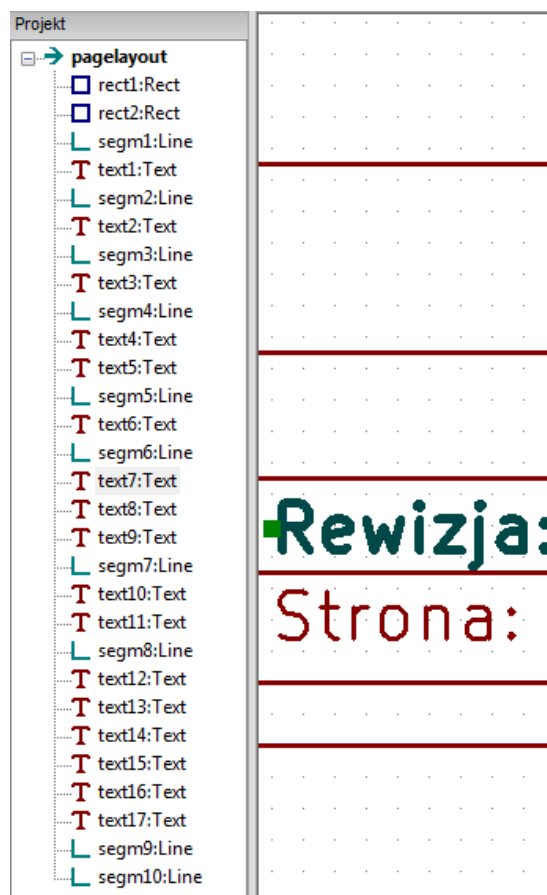 Projekt
pagelayout
rect1:Rect
rect2:Rect
segm1:Line
text1:Text
segm2:Line
text2:Text
segm3:Line
text3:Text
segm4:Line
text4:Text
text5:Text
segm5:Line
text6:Text
segm6:Line
text7:Text
text8:Text
text9:Text
segm7:Line
text10:Text
text11:Text
segm8:Line
text12:Text
text13:Text
text14:Text
text15:Text
text16:Text
text17:Text
segm9:Line
segm10:Line
Rewizja:
Strona: